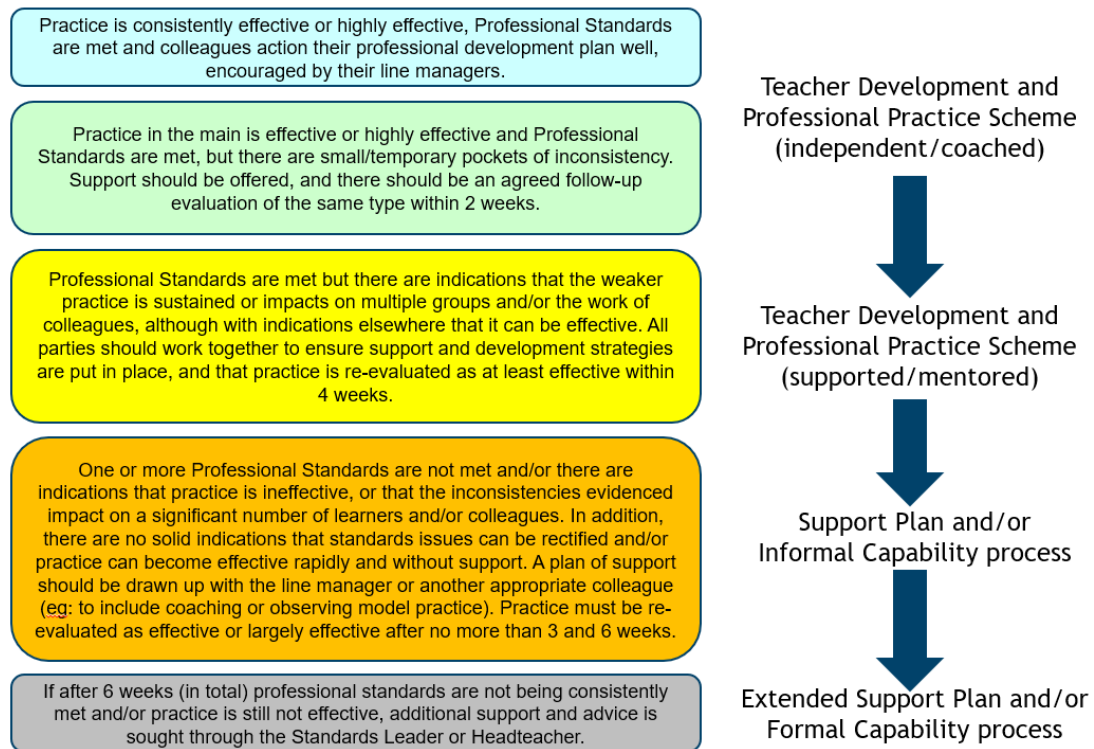 Practice is consistently effective or highly effective, Professional Standards
are met and colleagues action their professional development plan well,
encouraged by their line managers.
Practice in the main is effective or highly effective and Professional
Standards are met, but there are small/temporary pockets of inconsistency.
Support should be offered, and there should be an agreed follow-up
evaluation of the same type within 2 weeks.
Professional Standards are met but there are indications that the weaker
practice is sustained or impacts on multiple groups and/or the work of
colleagues, although with indications elsewhere that it can be effective. All
parties should work together to ensure support and development strategies
are put in place, and that practice is re-evaluated as at least effective within
4 weeks.
One or more Professional Standards are not met and/or there are
indications that practice is ineffective, or that the inconsistencies evidenced
impact on a significant number of learners and/or colleagues. In addition,
there are no solid indications that standards issues can be rectified and/or
practice can become effective rapidly and without support. A plan of support
should be drawn up with the line manager or another appropriate colleague
(eg: to include coaching or observing model practice). Practice must be re-
evaluated as effective or largely effective after no more than 3 and 6 weeks.
If after 6 weeks (in total) professional standards are not being consistently
met and/or practice is still not effective, additional support and advice is
sought through the Standards Leader or Headteacher.
Teacher Development and
Professional Practice Scheme
(independent/coached)
Teacher Development and
Professional Practice Scheme
(supported/mentored)
Support Plan and/or
Informal Capability process
Extended Support Plan and/or
Formal Capability process